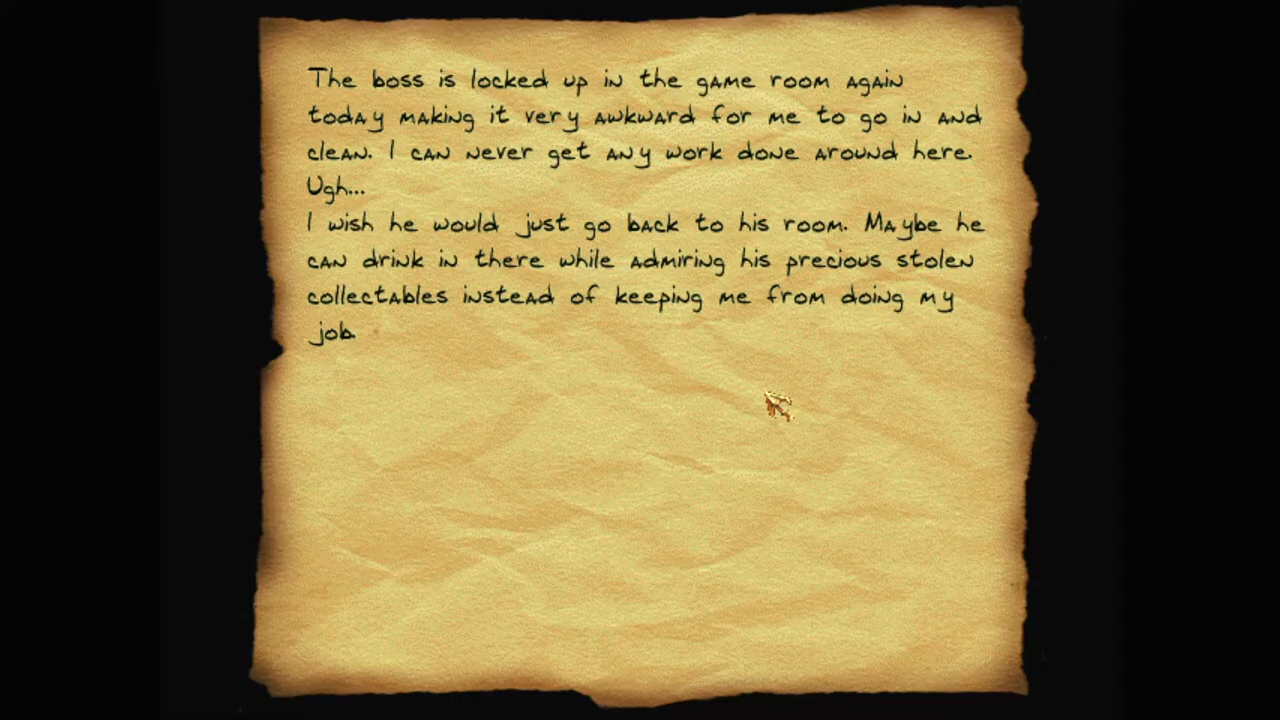 The boss is locked up in the game room again
today making it very awkward for me to go in and
clean. I can never get any work done around here.
Ugh...
I wish he would just go back to his room. Maybe he
can drink in there while admiring his precious stolen
collectables instead of keeping me from doing my
job.